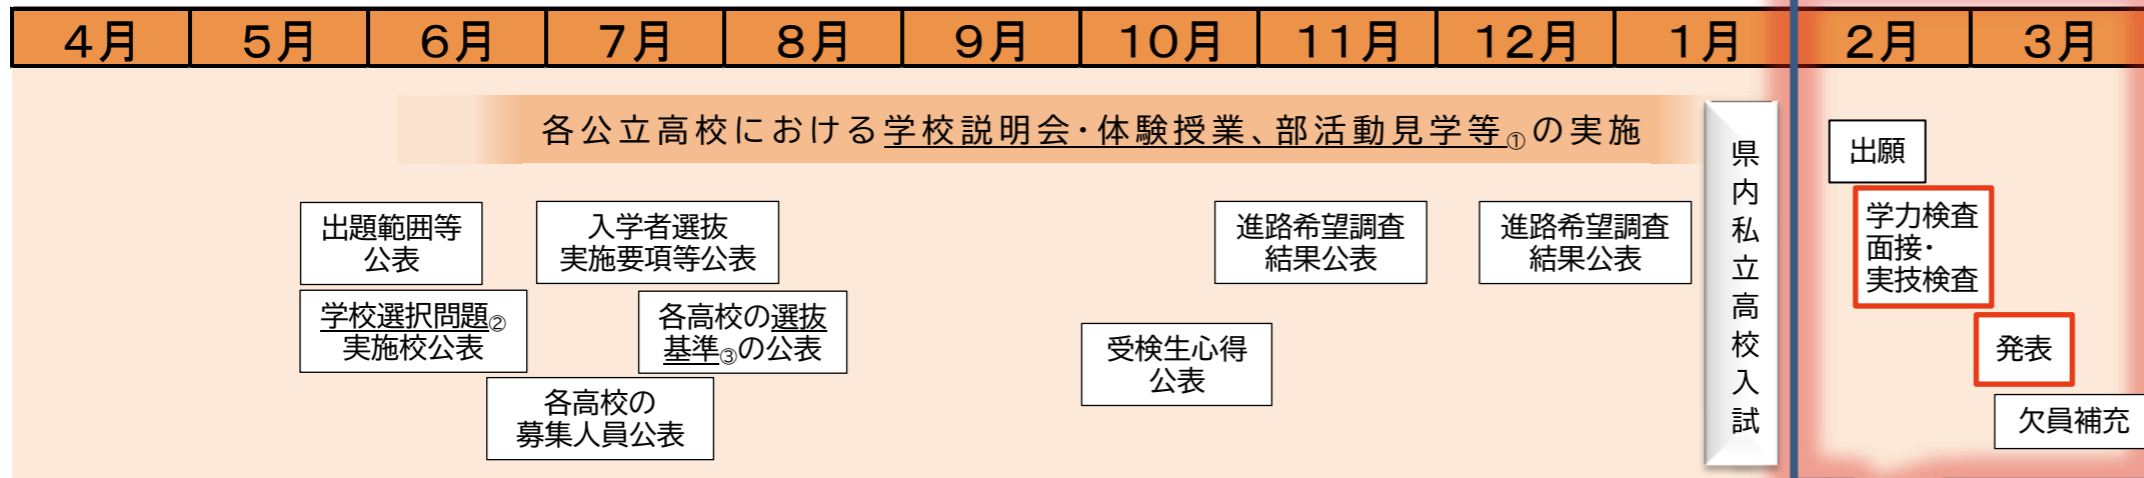 4月 5月 6月 7月 8月 9月 10月 11月 12月 1月 2月 3月
各公立高校における学校説明会・体験授業、部活動見学等①の実施
出題範囲等
公表
学校選択問題②
実施校公表
各高校の
募集人員公表
入学者選抜
実施要項等公表
各高校の選抜
基準③の公表
受検生心得
公表
進路希望調査
結果公表
進路希望調査
結果公表
県内私立高校入試
出願
学力検査
面接・
実技検査
発表
欠員補充